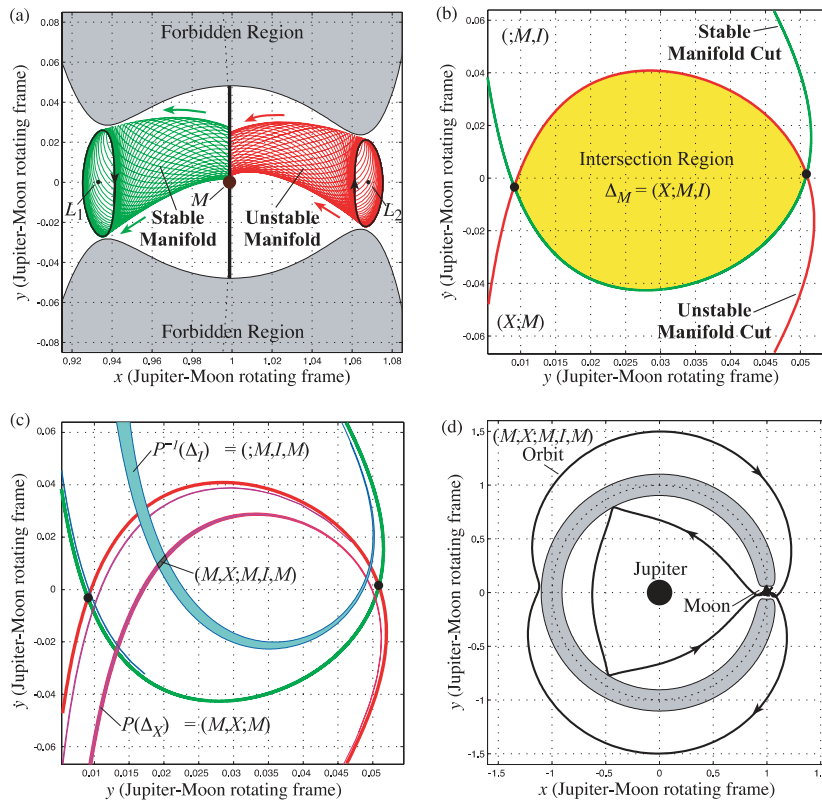 (a)
Forbidden Region
0.08
0.06
0.04
0.02
0
-0.02
-0.04
-0.06
-0.08
y (Jupiter-Moon rotating frame)
L1
M
L2
Stable
Manifold
Unstable
Manifold
Forbidden Region
0.92 0.94 0.96 0.98 1 1.02 1.04 1.06 1.08
x (Jupiter-Moon rotating frame)
(b)
0.06
0.04
0.02
0
-0.02
-0.04
-0.06
ẏ (Jupiter-Moon rotating frame)
(;M,I)
Stable
Manifold Cut
Intersection Region
ΔM = (X;M,I)
(X;M)
Unstable
Manifold Cut
0.01 0.015 0.02 0.025 0.03 0.035 0.04 0.045 0.05
y (Jupiter-Moon rotating frame)
(c)
0.06
0.04
0.02
0
-0.02
-0.04
-0.06
ẏ (Jupiter-Moon rotating frame)
P−1(ΔI) = (;M,I,M)
(M,X;M,I,M)
P(ΔX) = (M,X;M)
0.01 0.015 0.02 0.025 0.03 0.035 0.04 0.045 0.05
y (Jupiter-Moon rotating frame)
(d)
1.5
1
0.5
0
-0.5
-1
-1.5
y (Jupiter-Moon rotating frame)
(M,X;M,I,M)
Orbit
Jupiter
Moon
-1.5 -1 -0.5 0 0.5 1 1.5
x (Jupiter-Moon rotating frame)